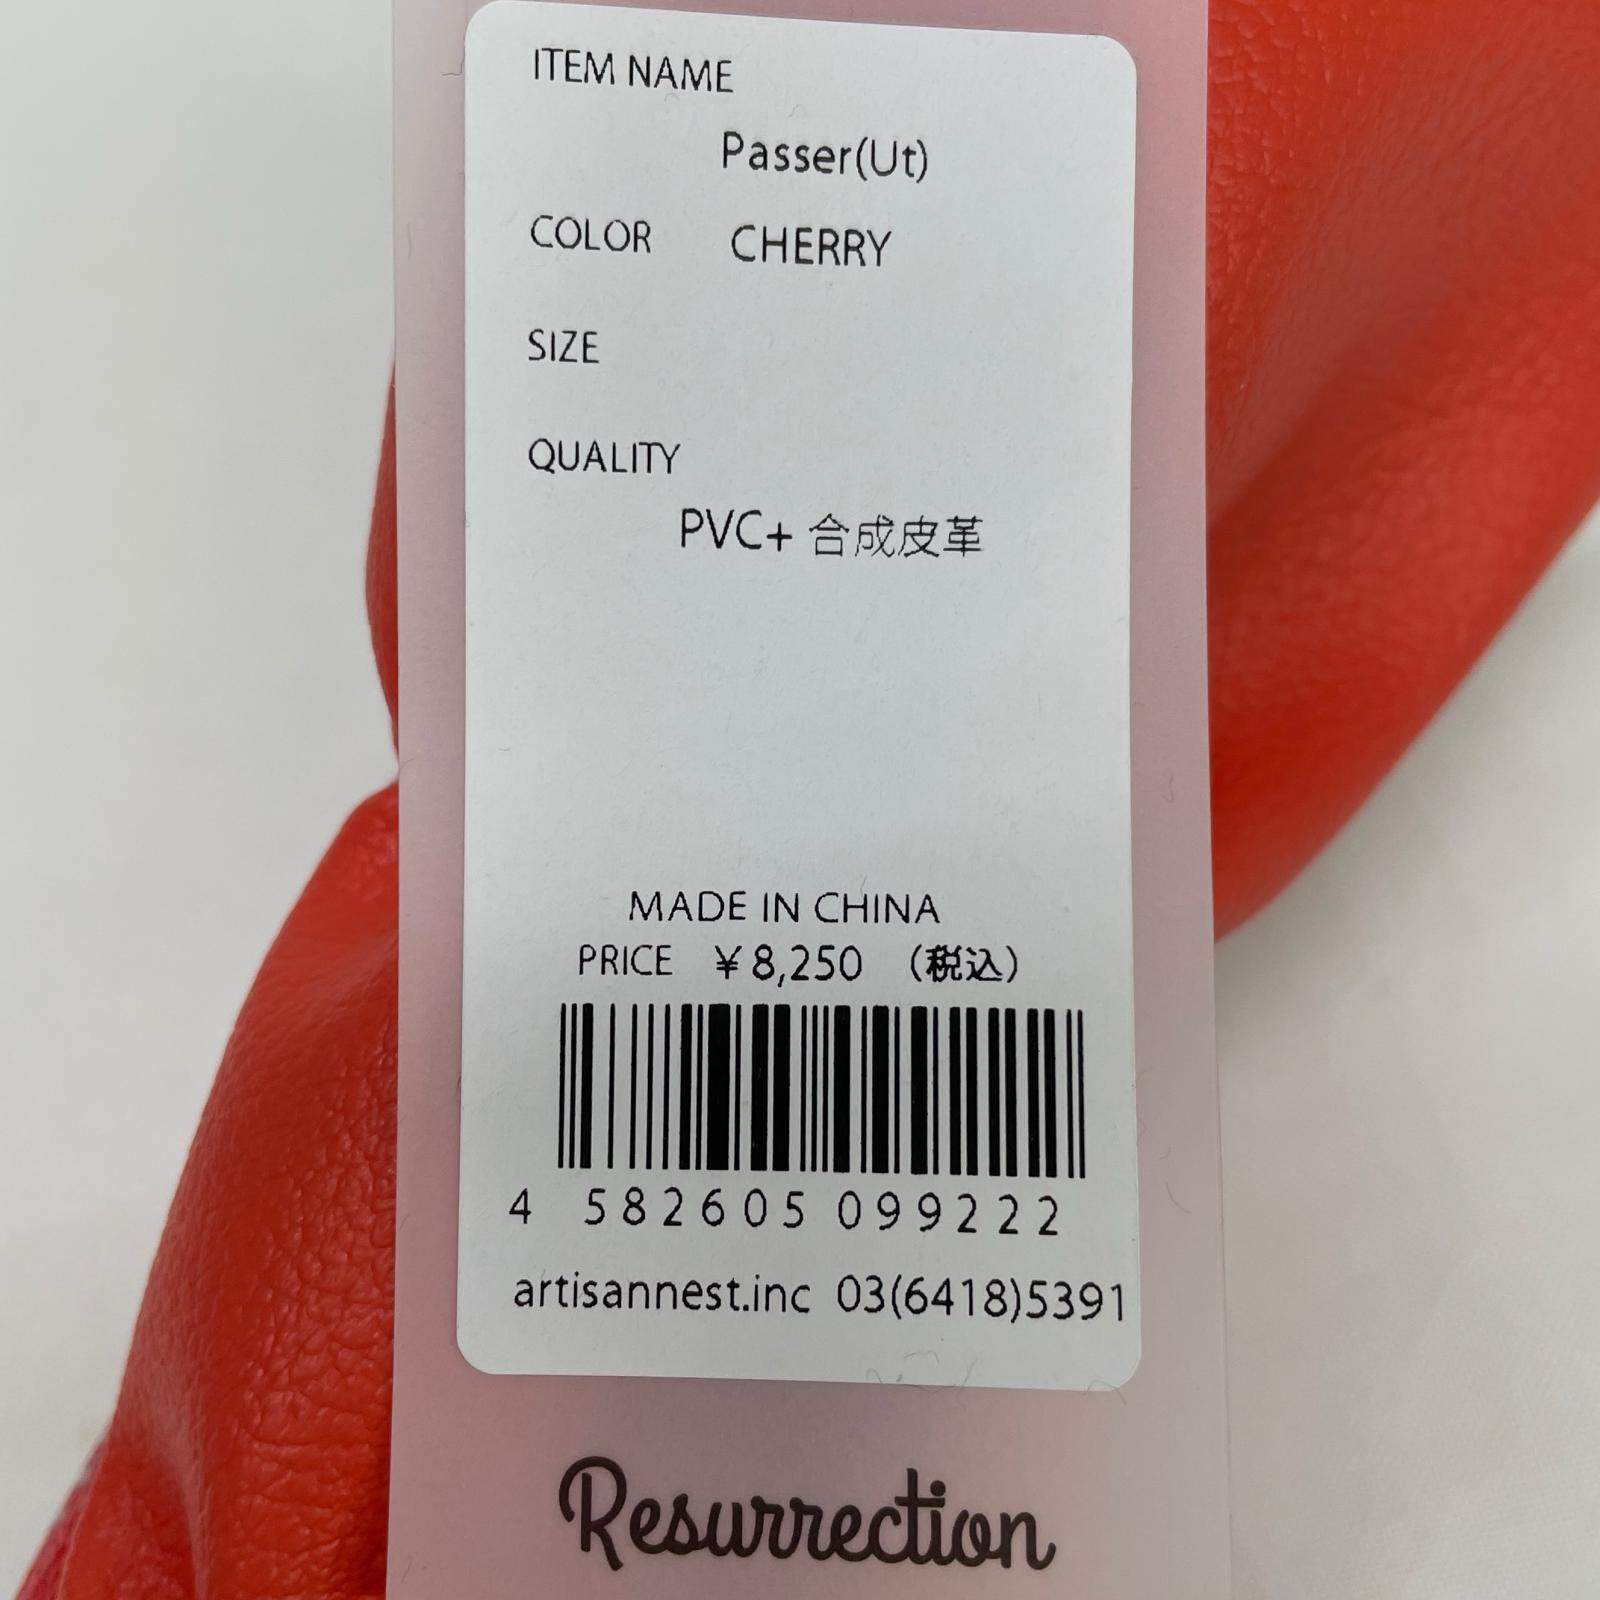 ITEM NAME
Passer(Ut)
COLOR CHERRY
SIZE
QUALITY
PVC+ 合成皮革
MADE IN CHINA
PRICE ¥8,250 (税込)
4 582605 099222
artisannest.inc 03(6418)5391
Resurrection